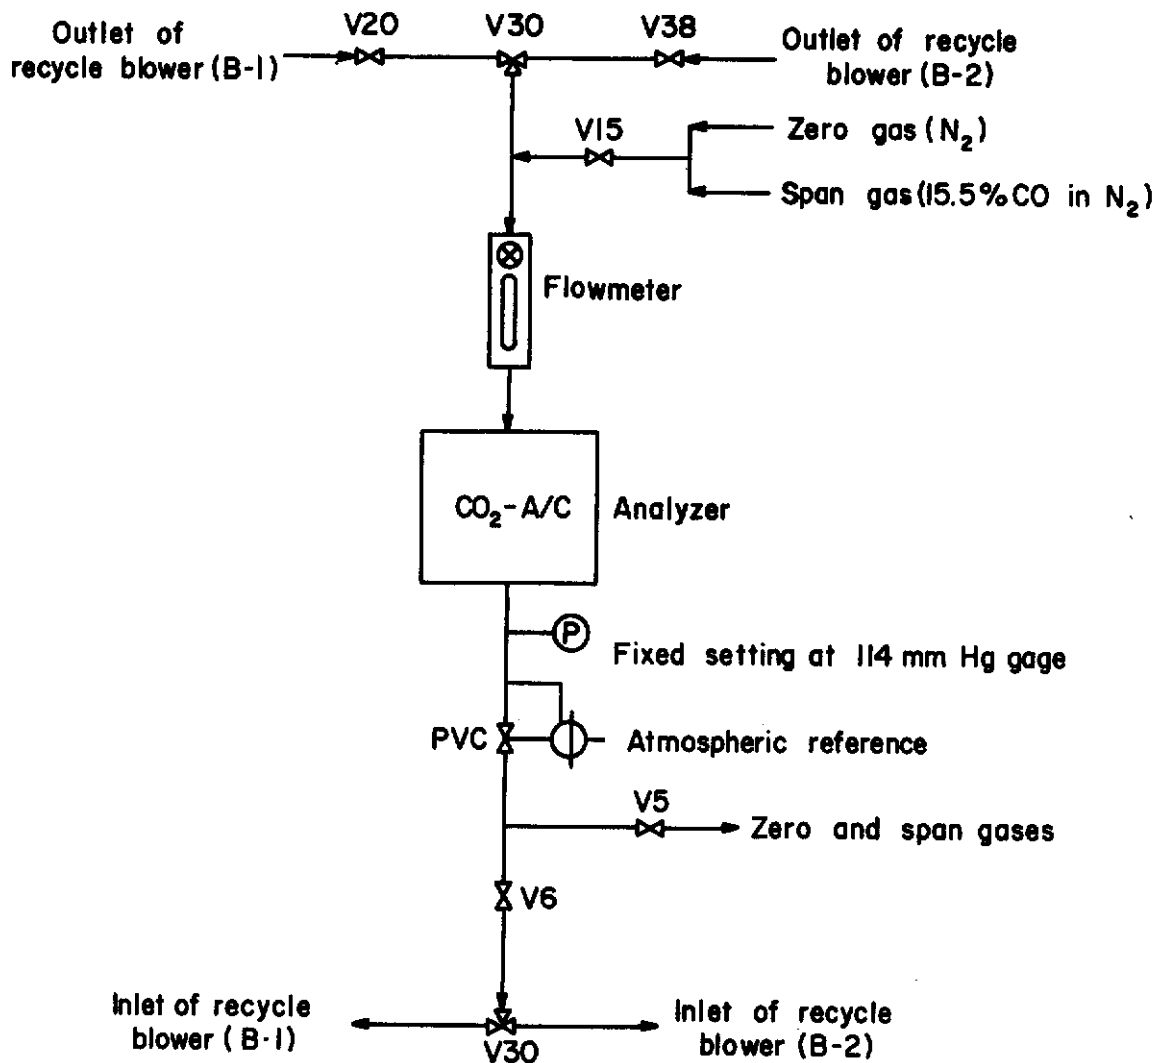 V20
V30
V38
Outlet of
recycle blower (B-1)
Outlet of recycle
blower (B-2)
V15
Zero gas (N₂)
Span gas (15.5% CO in N₂)
Flowmeter
CO₂-A/C
Analyzer
P
Fixed setting at 114 mm Hg gage
PVC
Atmospheric reference
V5
Zero and span gases
V6
Inlet of recycle
blower (B-1)
Inlet of recycle
blower (B-2)
V30